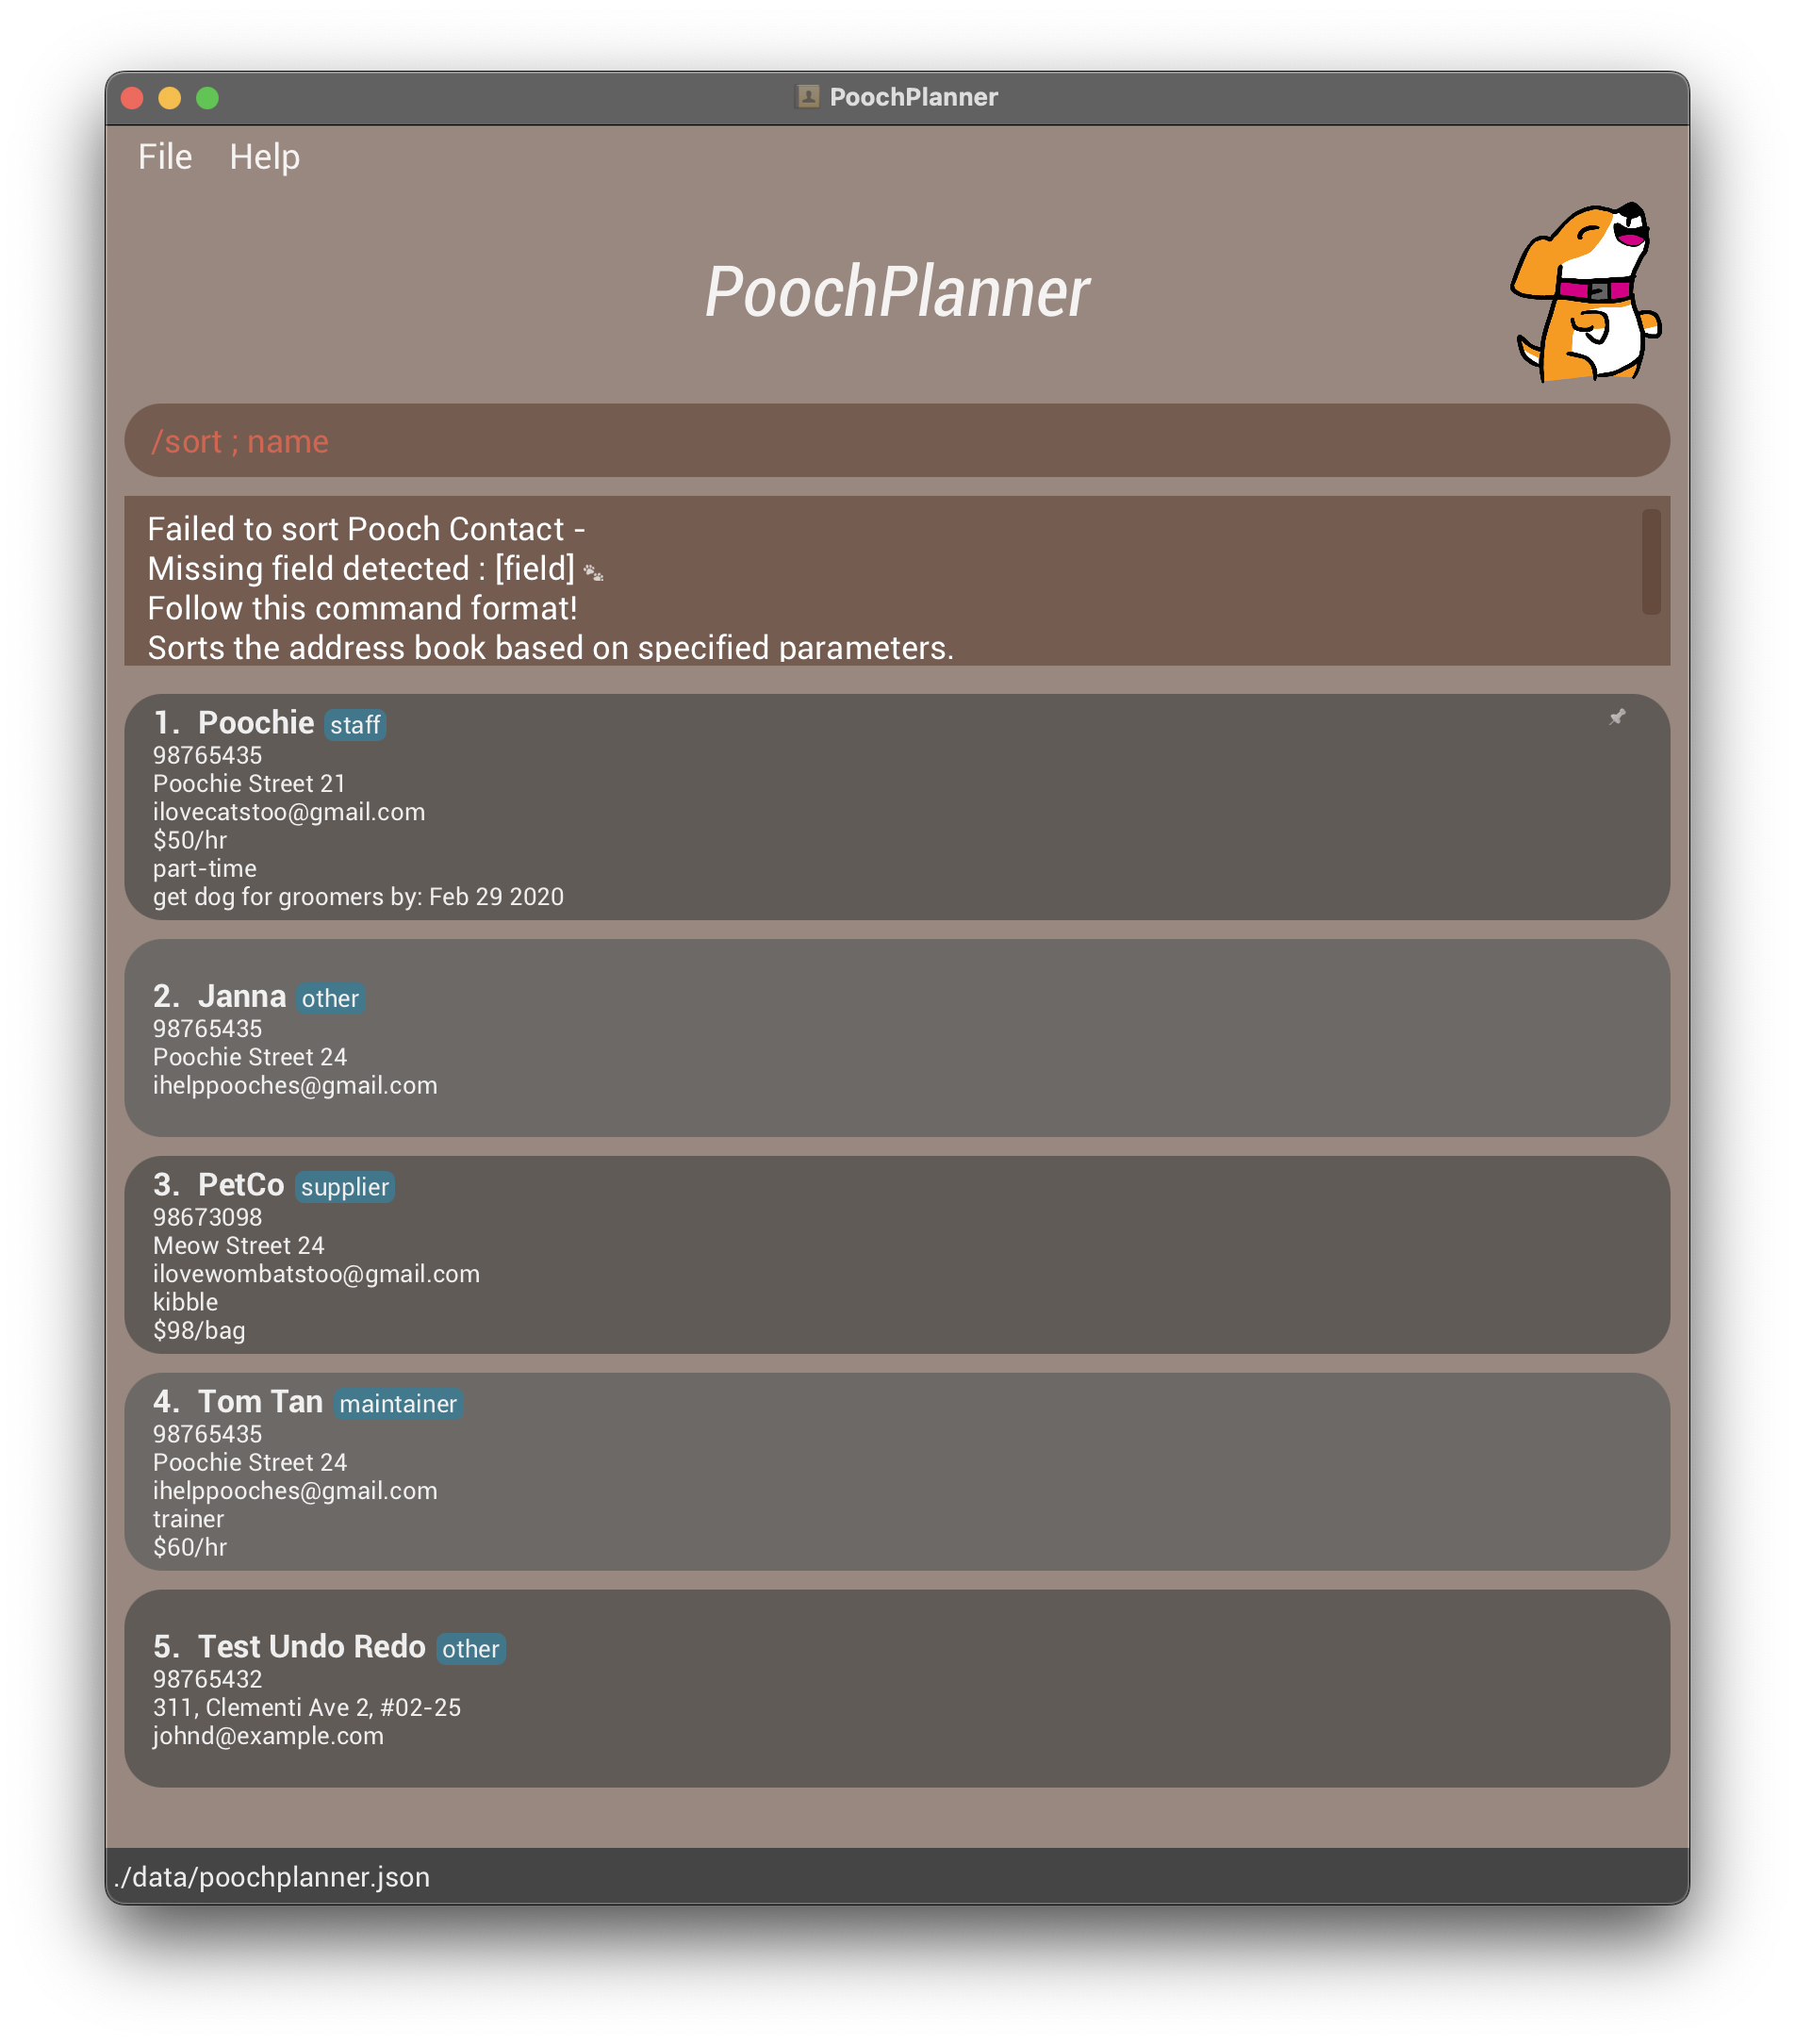 PoochPlanner
File Help
PoochPlanner
/sort ; name
Failed to sort Pooch Contact -
Missing field detected : [field]
Follow this command format!
Sorts the address book based on specified parameters.
1. Poochie staff
98765435
Poochie Street 21
ilovecatstoo@gmail.com
$50/hr
part-time
get dog for groomers by: Feb 29 2020
2. Janna other
98765435
Poochie Street 24
ihelppooches@gmail.com
3. PetCo supplier
98673098
Meow Street 24
ilovewombatstoo@gmail.com
kibble
$98/bag
4. Tom Tan maintainer
98765435
Poochie Street 24
ihelppooches@gmail.com
trainer
$60/hr
5. Test Undo Redo other
98765432
311, Clementi Ave 2, #02-25
johnd@example.com
./data/poochplanner.json